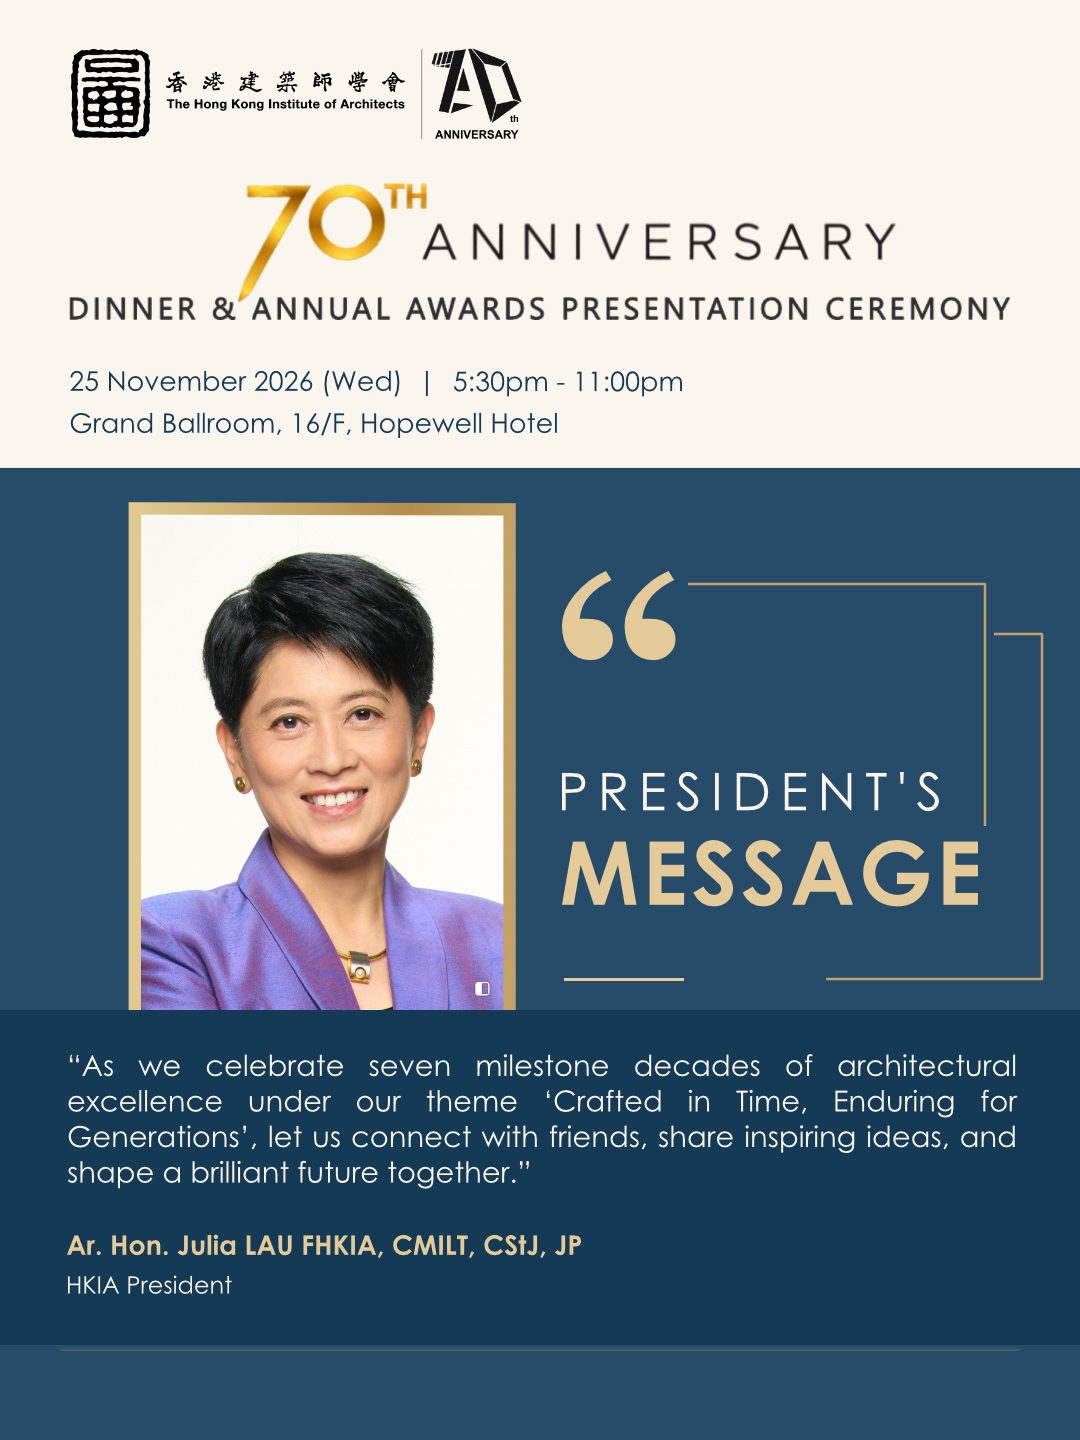 香港建築師學會
The Hong Kong Institute of Architects
70th
ANNIVERSARY
70TH ANNIVERSARY
DINNER & ANNUAL AWARDS PRESENTATION CEREMONY
25 November 2026 (Wed) | 5:30pm - 11:00pm
Grand Ballroom, 16/F, Hopewell Hotel
“
PRESIDENT'S
MESSAGE
“As we celebrate seven milestone decades of architectural
excellence under our theme ‘Crafted in Time, Enduring for
Generations’, let us connect with friends, share inspiring ideas, and
shape a brilliant future together.”
Ar. Hon. Julia LAU FHKIA, CMILT, CStJ, JP
HKIA President